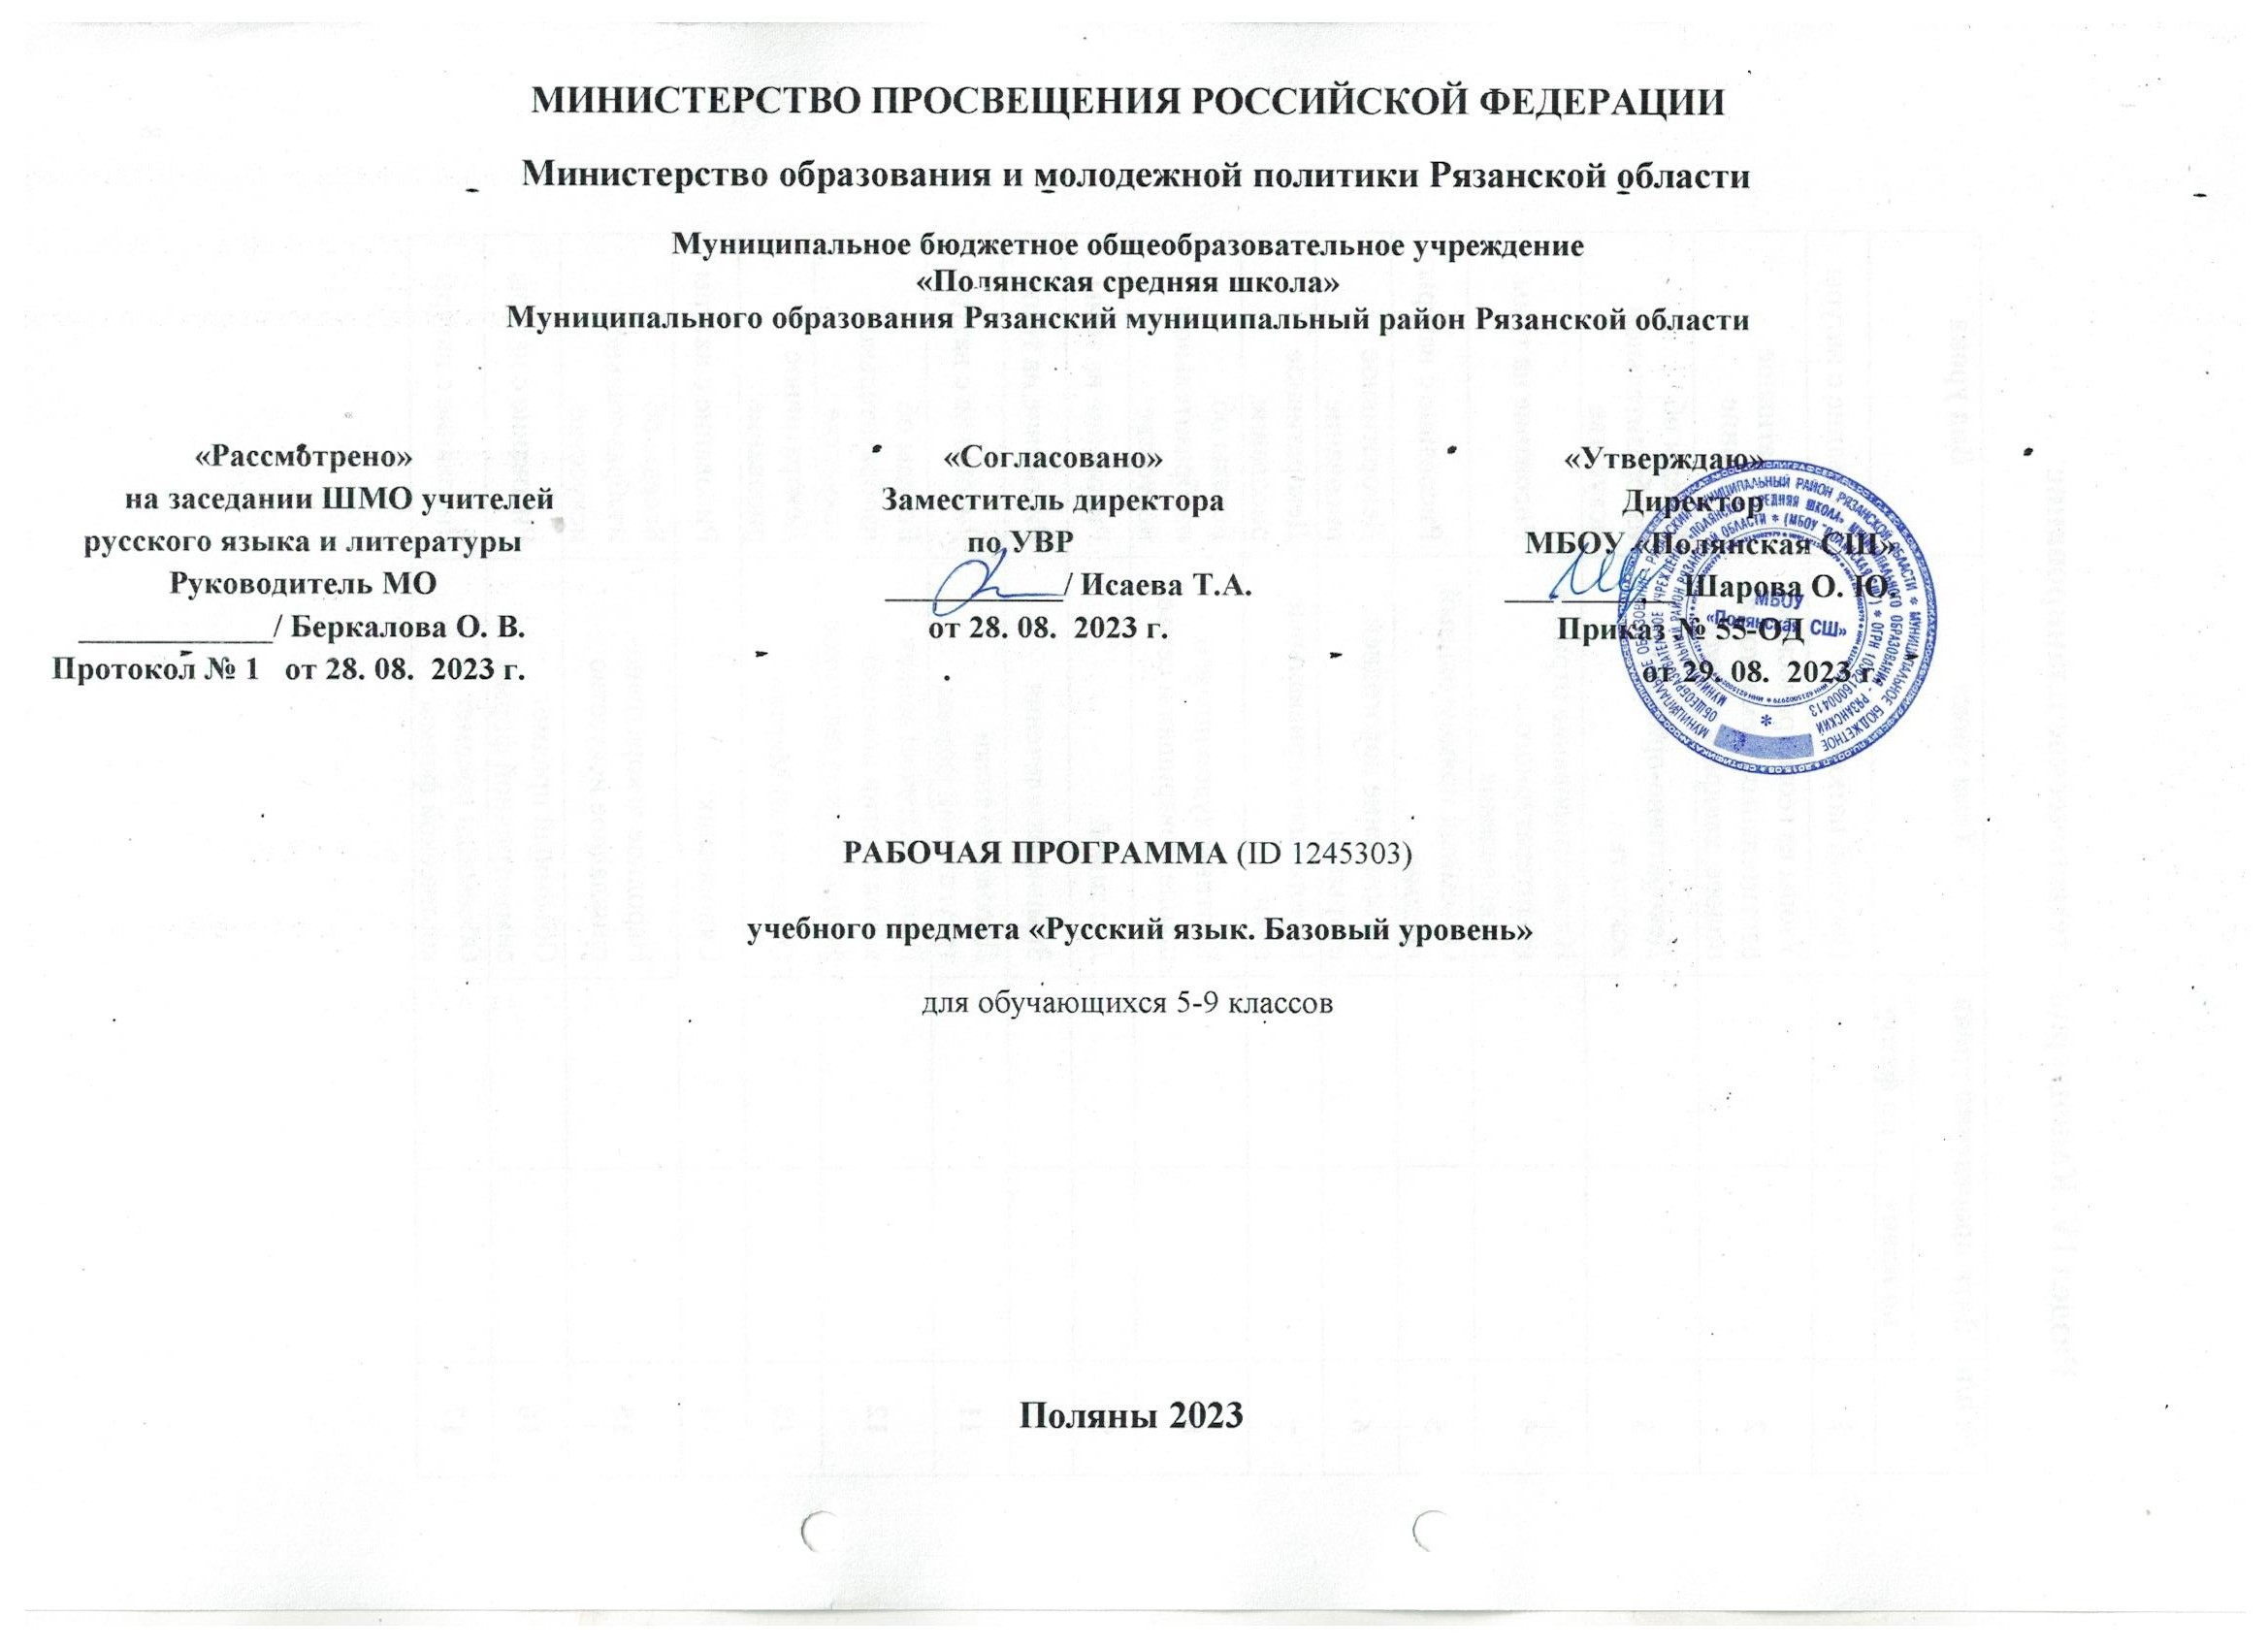 МИНИСТЕРСТВО ПРОСВЕЩЕНИЯ РОССИЙСКОЙ ФЕДЕРАЦИИ
Министерство образования и молодежной политики Рязанской области
Муниципальное бюджетное общеобразовательное учреждение
«Полянская средняя школа»
Муниципального образования Рязанский муниципальный район Рязанской области
«Рассмотрено»
на заседании ШМО учителей
русского языка и литературы
Руководитель МО
____________/ Беркалова О. В.
Протокол № 1 от 28. 08. 2023 г.
«Согласовано»
Заместитель директора
по УВР
___________/ Исаева Т.А.
от 28. 08. 2023 г.
«Утверждаю»
Директор
МБОУ «Полянская СШ»
Шарова О. Ю.
Приказ № 55-ОД
от 29. 08. 2023 г.
МБОУ
«Полянская СШ»
РАБОЧАЯ ПРОГРАММА (ID 1245303)
учебного предмета «Русский язык. Базовый уровень»
для обучающихся 5-9 классов
Поляны 2023